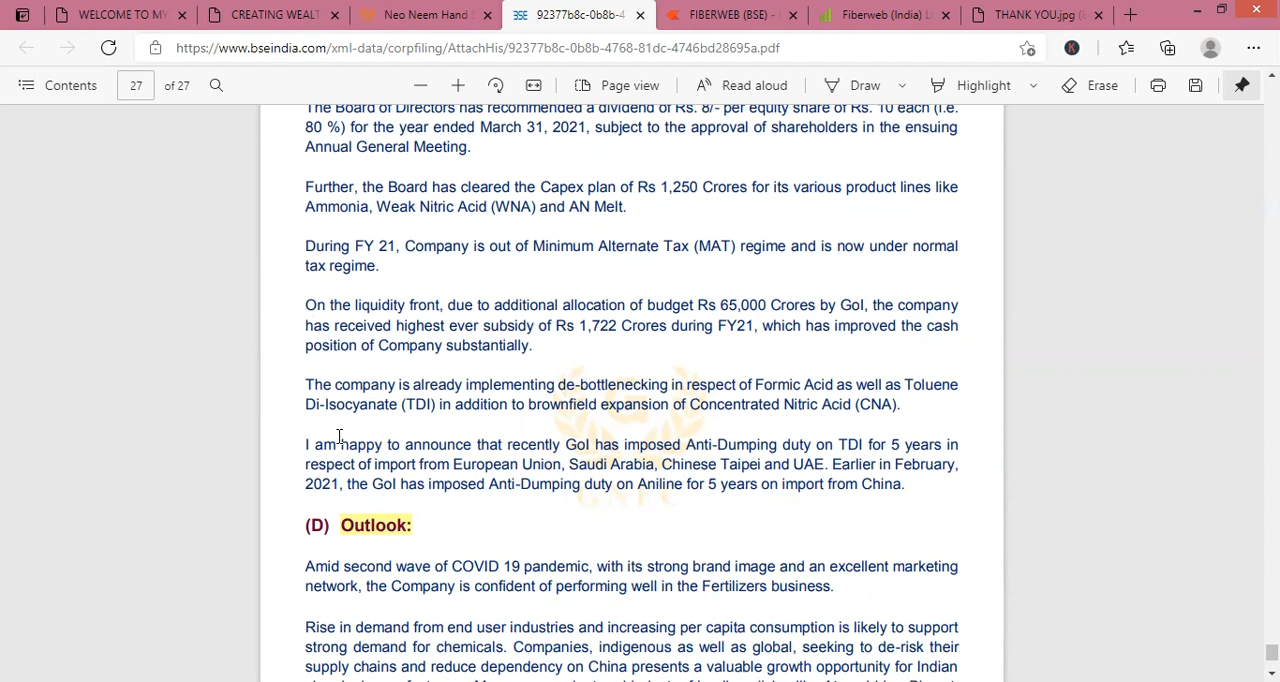 WELCOME TO MY
CREATING WEALT
Neo Neem Hand
92377b8c-0b8b-4
FIBERWEB (BSE) -
Fiberweb (India) L
THANK YOU.jpg (
https://www.bseindia.com/xml-data/corpfiling/AttachHis/92377b8c-0b8b-4768-81dc-4746bd28695a.pdf
K
Contents
27
of 27
Page view
Read aloud
Draw
Highlight
Erase
The Board of Directors has recommended a dividend of Rs. 8/- per equity share of Rs. 10 each (i.e.
80 %) for the year ended March 31, 2021, subject to the approval of shareholders in the ensuing
Annual General Meeting.
Further, the Board has cleared the Capex plan of Rs 1,250 Crores for its various product lines like
Ammonia, Weak Nitric Acid (WNA) and AN Melt.
During FY 21, Company is out of Minimum Alternate Tax (MAT) regime and is now under normal
tax regime.
On the liquidity front, due to additional allocation of budget Rs 65,000 Crores by GoI, the company
has received highest ever subsidy of Rs 1,722 Crores during FY21, which has improved the cash
position of Company substantially.
The company is already implementing de-bottlenecking in respect of Formic Acid as well as Toluene
Di-Isocyanate (TDI) in addition to brownfield expansion of Concentrated Nitric Acid (CNA).
I am happy to announce that recently GoI has imposed Anti-Dumping duty on TDI for 5 years in
respect of import from European Union, Saudi Arabia, Chinese Taipei and UAE. Earlier in February,
2021, the GoI has imposed Anti-Dumping duty on Aniline for 5 years on import from China.
GNFC
(D) Outlook:
Amid second wave of COVID 19 pandemic, with its strong brand image and an excellent marketing
network, the Company is confident of performing well in the Fertilizers business.
Rise in demand from end user industries and increasing per capita consumption is likely to support
strong demand for chemicals. Companies, indigenous as well as global, seeking to de-risk their
supply chains and reduce dependency on China presents a valuable growth opportunity for Indian